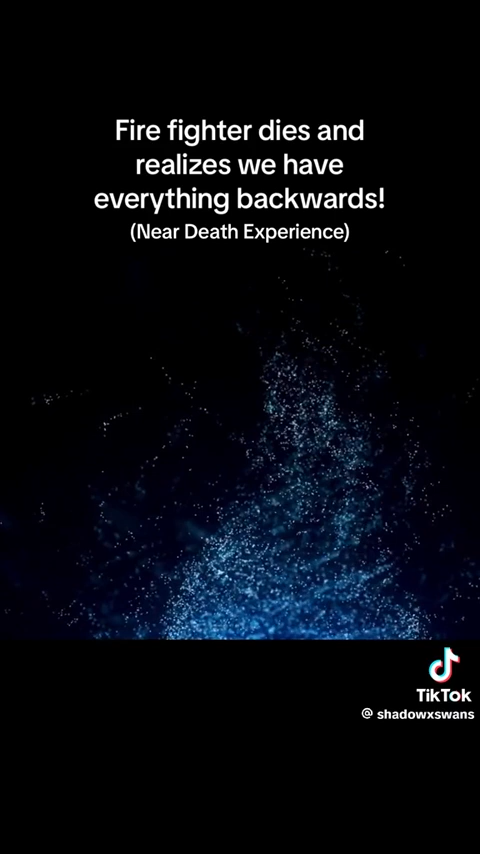 Fire fighter dies and
realizes we have
everything backwards!
(Near Death Experience)
TikTok
@ shadowxswans